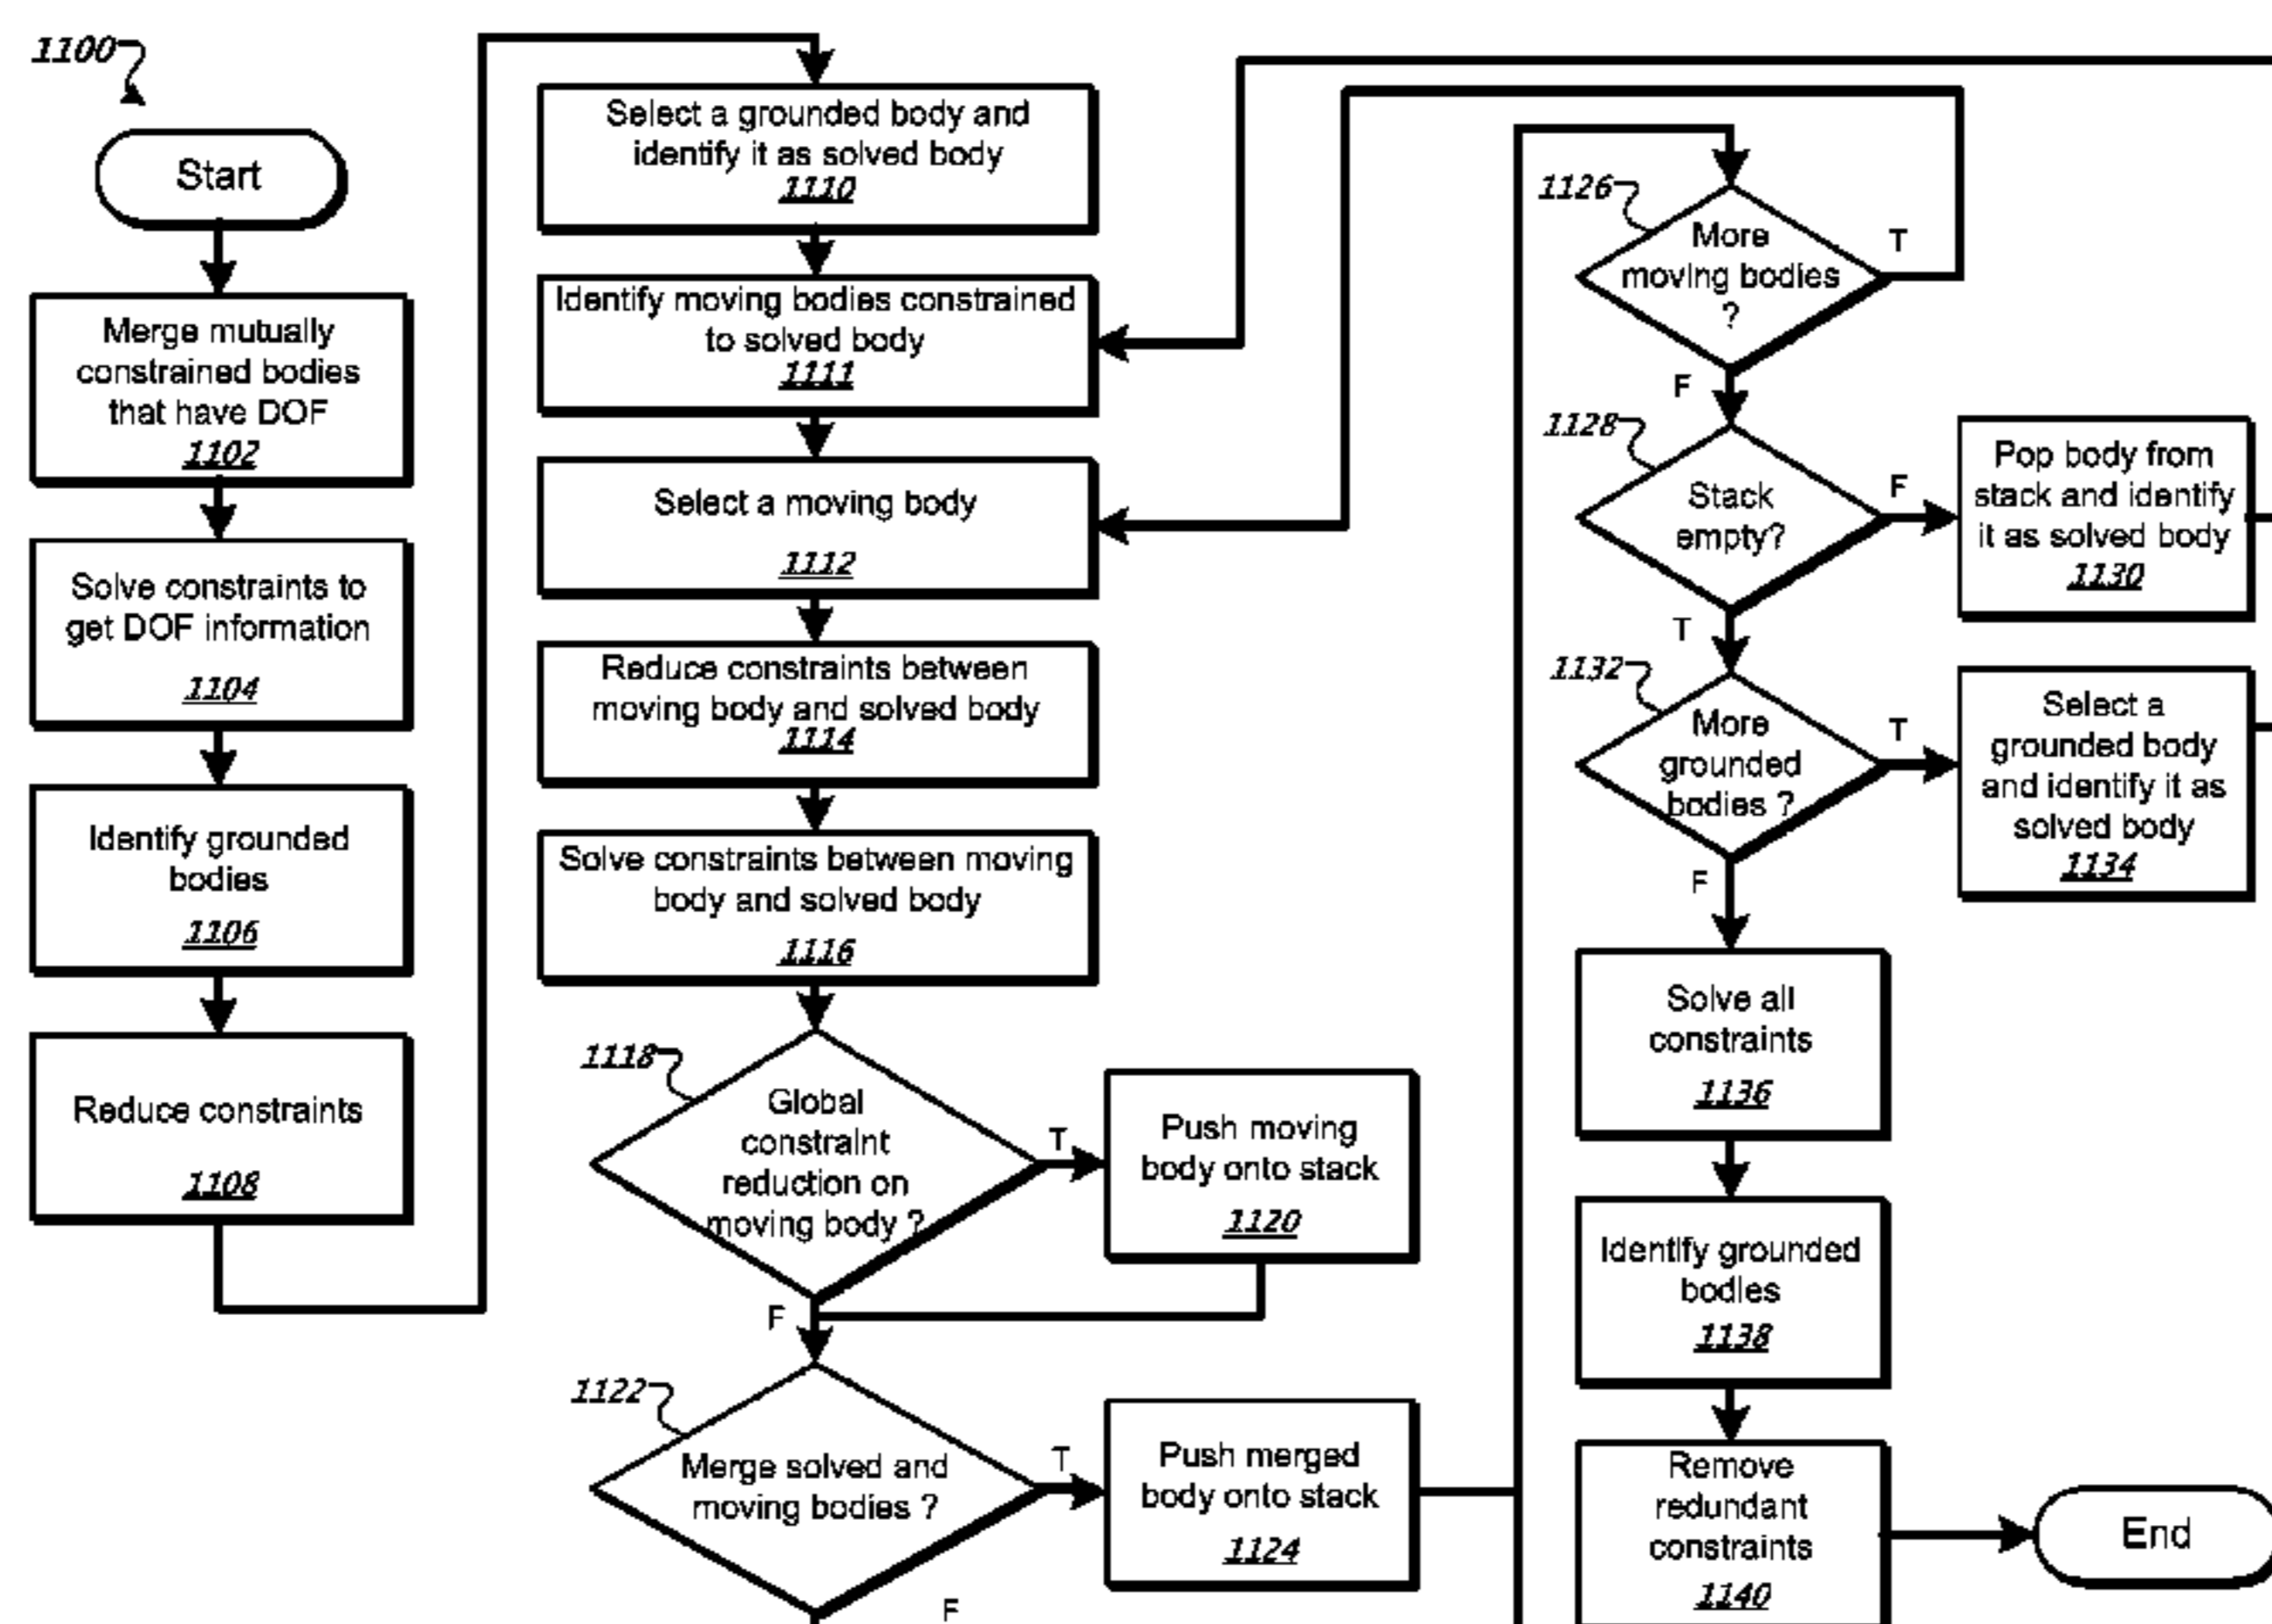 1100
Start
Merge mutually
constrained bodies
that have DOF
1102
Solve constraints to
get DOF information
1104
Identify grounded
bodies
1106
Reduce constraints
1108
Select a grounded body and
identify it as solved body
1110
Identify moving bodies constrained
to solved body
1111
Select a moving body
1112
Reduce constraints between
moving body and solved body
1114
Solve constraints between moving
body and solved body
1116
1118
Global
constraint
reduction on
moving body ?
T
F
Push moving
body onto stack
1120
1122
Merge solved and
moving bodies ?
T
F
Push merged
body onto stack
1124
1126
More
moving bodies
?
T
F
1128
Stack
empty?
F
T
Pop body from
stack and identify
it as solved body
1130
1132
More
grounded
bodies ?
T
F
Select a
grounded body
and identify it as
solved body
1134
Solve all
constraints
1136
Identify grounded
bodies
1138
Remove
redundant
constraints
1140
End